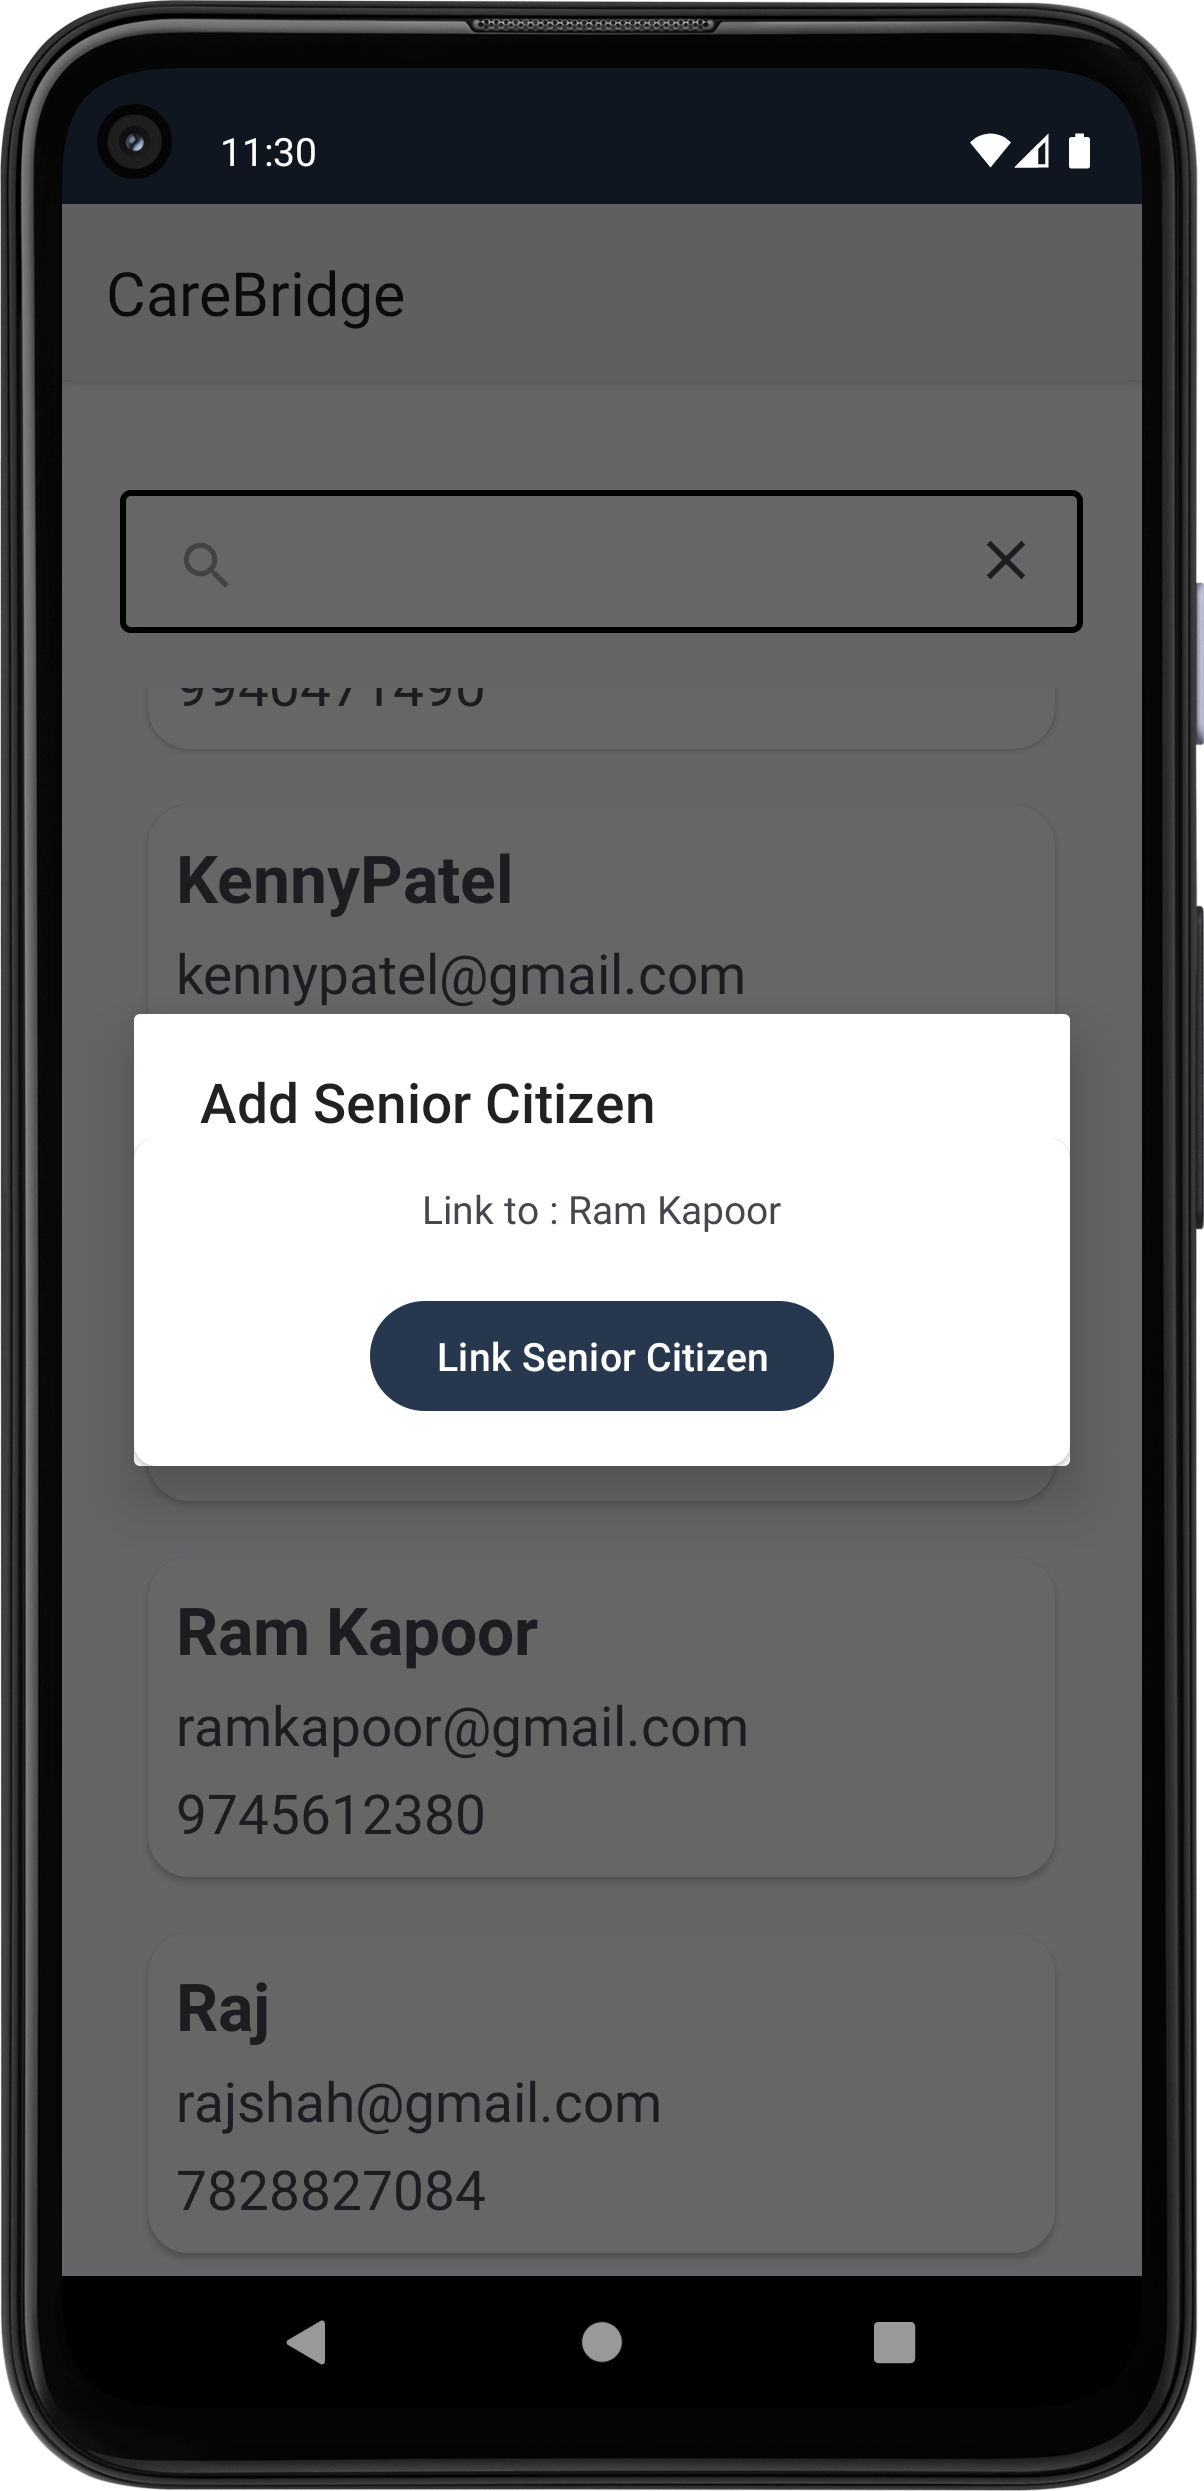 11:30
CareBridge
KennyPatel
kennypatel@gmail.com
Add Senior Citizen
Link to : Ram Kapoor
Link Senior Citizen
Ram Kapoor
ramkapoor@gmail.com
9745612380
Raj
rajshah@gmail.com
7828827084